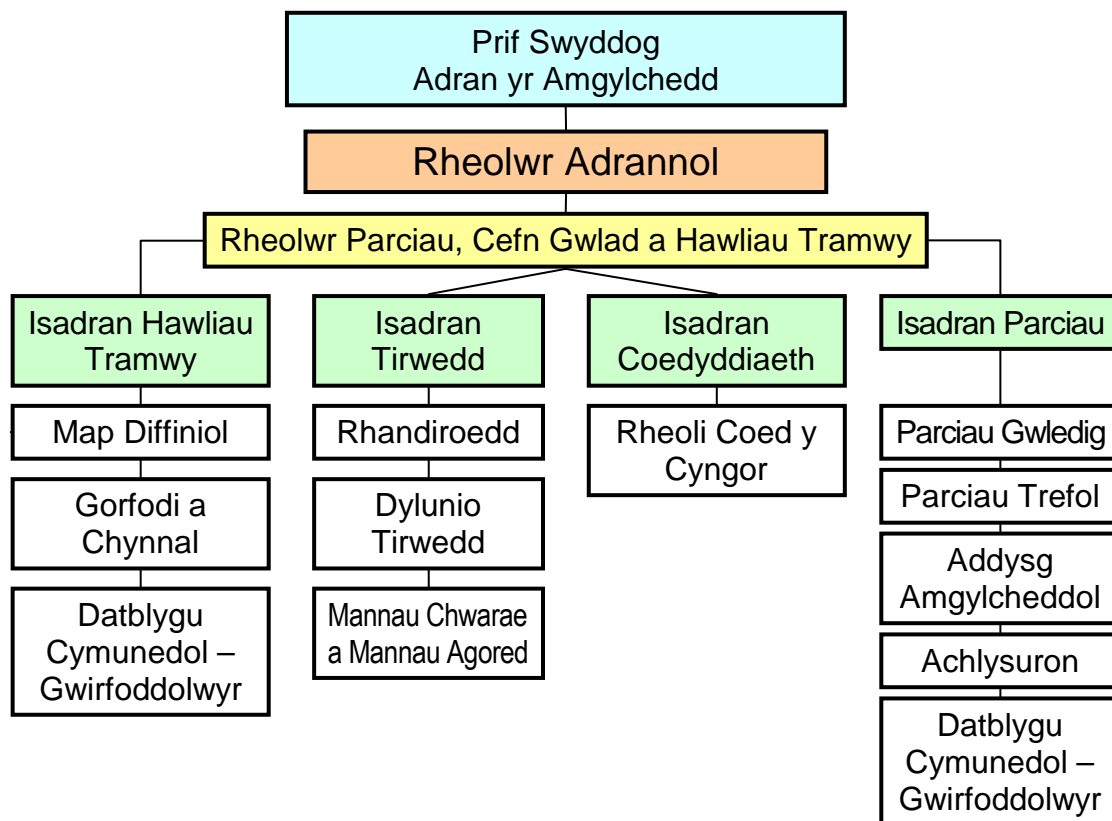 Prif Swyddog
Adran yr Amgylchedd
Rheolwr Adrannol
Rheolwr Parciau, Cefn Gwlad a Hawliau Tramwy
Isadran Hawliau
Tramwy
Map Diffiniol
Gorfodi a
Chynnal
Datblygu
Cymunedol –
Gwirfoddolwyr
Isadran
Tirwedd
Rhandiroedd
Dylunio
Tirwedd
Mannau Chwarae
a Mannau Agored
Isadran
Coedyddiaeth
Rheoli Coed y
Cyngor
Isadran Parciau
Parciau Gwledig
Parciau Trefol
Addysg
Amgylcheddol
Achlysuron
Datblygu
Cymunedol –
Gwirfoddolwyr